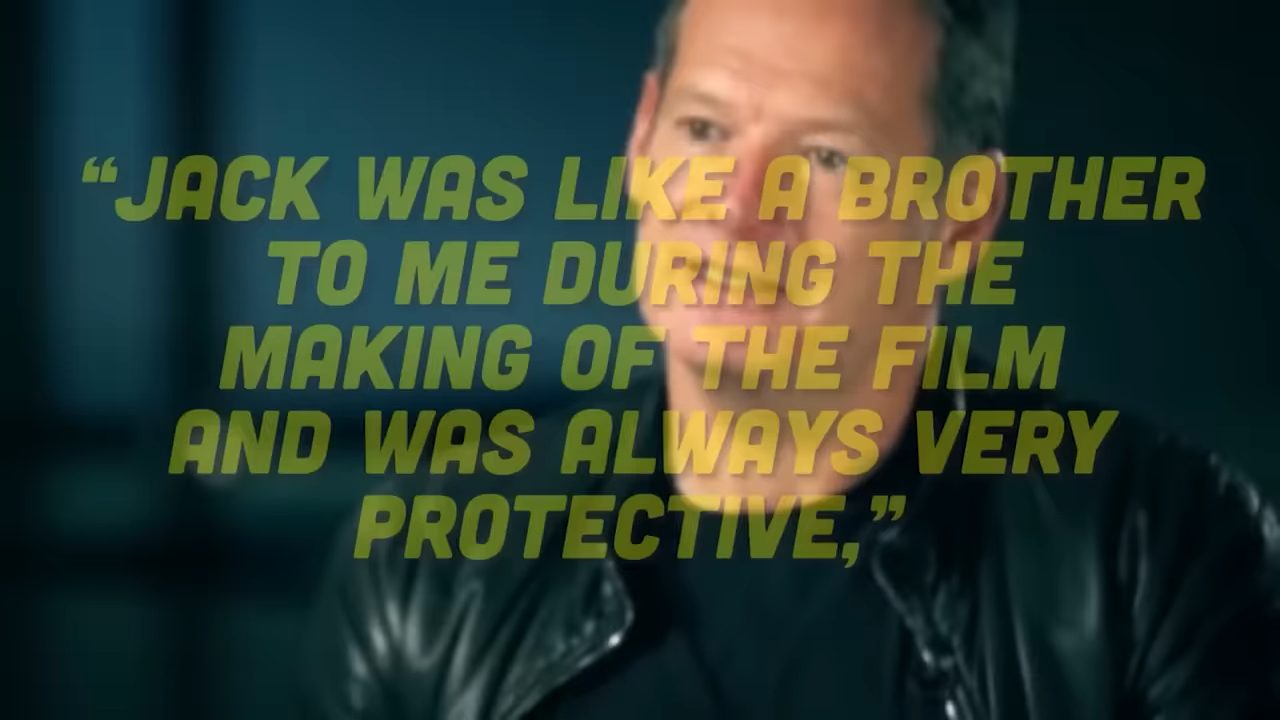 “JACK WAS LIKE A BROTHER
TO ME DURING THE
MAKING OF THE FILM
AND WAS ALWAYS VERY
PROTECTIVE,”